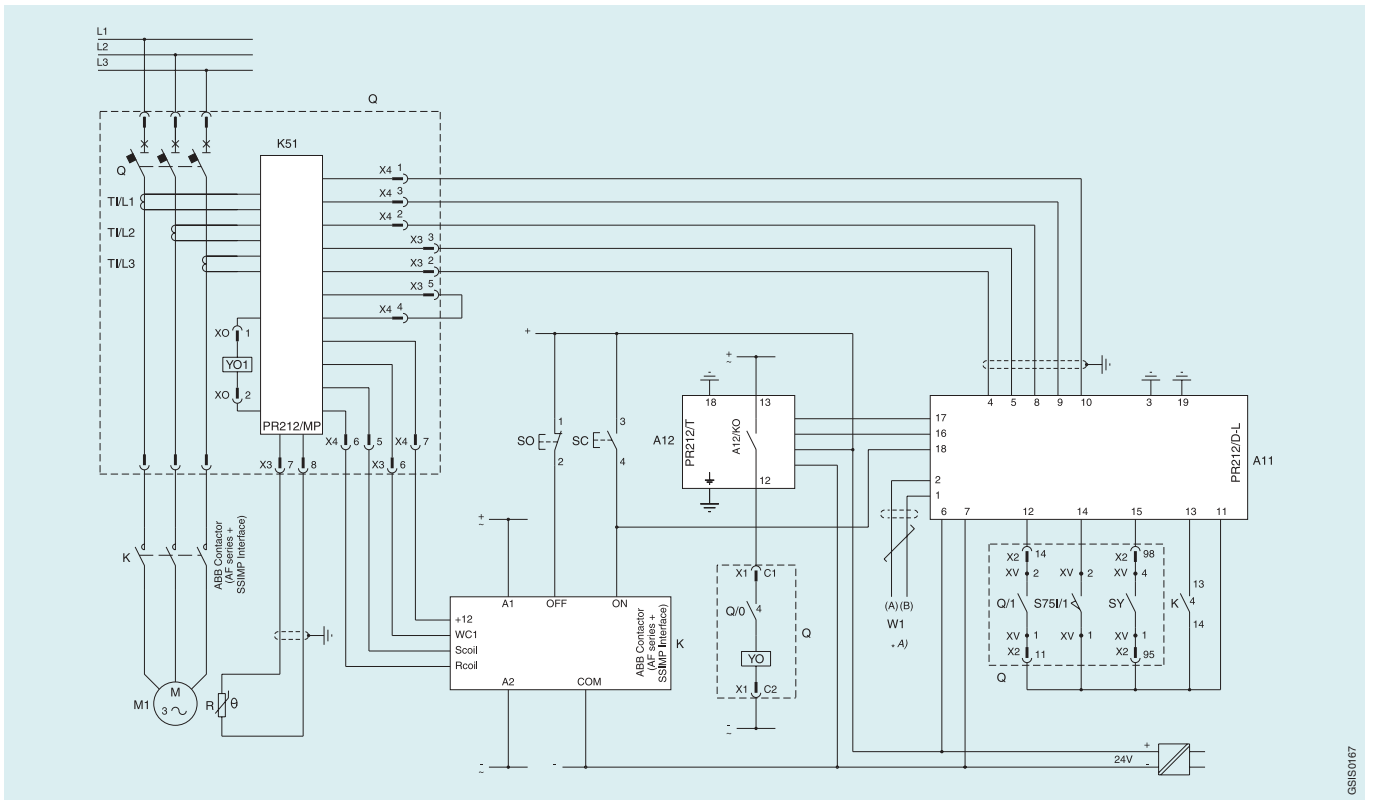 L1
L2
L3
Q
K51
Q
TI/L1
TI/L2
TI/L3
X4 1
X4 3
X4 2
X3 3
X3 2
X3 5
X4 4
XO 1
YO1
XO 2
PR212/MP
X3 7 8
X4 6 5
X3 6
X4 7
+
SO
1
2
SC
3
4
+
~
18
13
A12
PR212/T
A12/KO
12
4 5 8 9 10 3 19
17
16
18
2
1
PR212/D-L
A11
6 7 12 14 15 13 11
K
ABB Contactor
(AF series +
SSIMP Interface)
+
~
A1 OFF ON
+12
WC1
Scoil
Rcoil
ABB Contactor
(AF series +
SSIMP Interface)
K
A2 COM
X1 C1
Q/0 4
YO
X1 C2
Q
-
~
(A) (B)
W1
* A)
X2 14
XV 2
Q/1
XV 1
X2 11
XV 2
S75I/1
XV 1
X2 98
XV 4
SY
XV 1
X2 95
Q
13
K 4
14
M1
M
3 ~
R θ
-
~
-
24V
+
-
GSIS0167